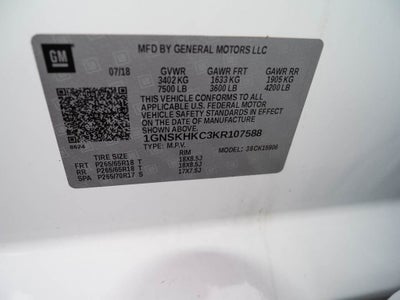 GM
MFD BY GENERAL MOTORS LLC
07/18 GVWR GAWR FRT GAWR RR
3402 KG 1633 KG 1905 KG
7500 LB 3600 LB 4200 LB
THIS VEHICLE CONFORMS TO ALL APPLICABLE
U.S. FEDERAL MOTOR VEHICLE
SAFETY STANDARDS IN EFFECT ON
THE DATE OF MANUFACTURE
1GNSKHKC3KR107588
TYPE: M.P.V. MODEL:
TIRE SIZE RIM
FRT P265/65R18 T 18X8.5J
RR P265/65R18 T 18X8.5J
SPA P265/70R17 S 17X7.5J